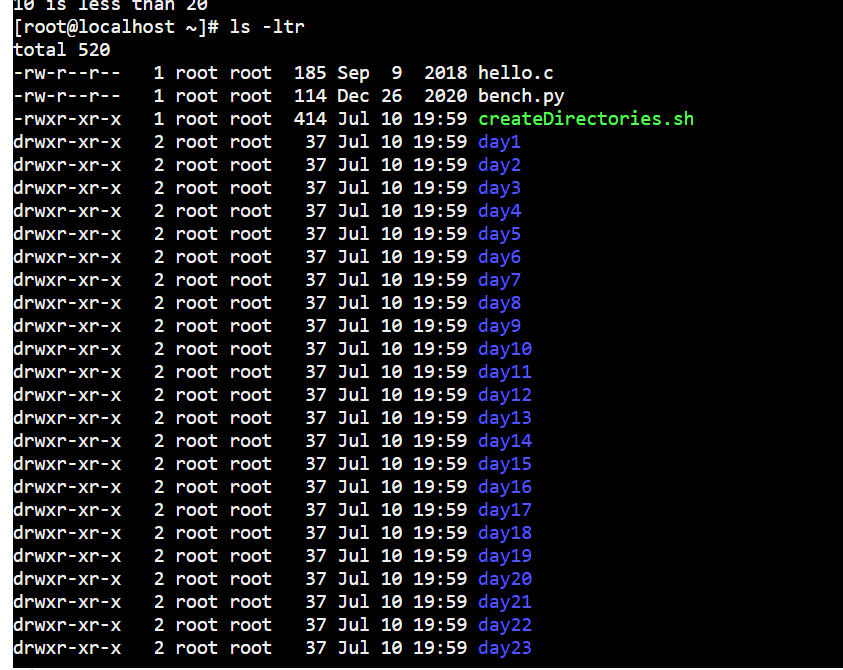 10 is less than 20
[root@localhost ~]# ls -ltr
total 520
-rw-r--r--   1 root root  185 Sep  9  2018 hello.c
-rw-r--r--   1 root root  114 Dec 26  2020 bench.py
-rwxr-xr-x   1 root root  414 Jul 10 19:59 createDirectories.sh
drwxr-xr-x   2 root root   37 Jul 10 19:59 day1
drwxr-xr-x   2 root root   37 Jul 10 19:59 day2
drwxr-xr-x   2 root root   37 Jul 10 19:59 day3
drwxr-xr-x   2 root root   37 Jul 10 19:59 day4
drwxr-xr-x   2 root root   37 Jul 10 19:59 day5
drwxr-xr-x   2 root root   37 Jul 10 19:59 day6
drwxr-xr-x   2 root root   37 Jul 10 19:59 day7
drwxr-xr-x   2 root root   37 Jul 10 19:59 day8
drwxr-xr-x   2 root root   37 Jul 10 19:59 day9
drwxr-xr-x   2 root root   37 Jul 10 19:59 day10
drwxr-xr-x   2 root root   37 Jul 10 19:59 day11
drwxr-xr-x   2 root root   37 Jul 10 19:59 day12
drwxr-xr-x   2 root root   37 Jul 10 19:59 day13
drwxr-xr-x   2 root root   37 Jul 10 19:59 day14
drwxr-xr-x   2 root root   37 Jul 10 19:59 day15
drwxr-xr-x   2 root root   37 Jul 10 19:59 day16
drwxr-xr-x   2 root root   37 Jul 10 19:59 day17
drwxr-xr-x   2 root root   37 Jul 10 19:59 day18
drwxr-xr-x   2 root root   37 Jul 10 19:59 day19
drwxr-xr-x   2 root root   37 Jul 10 19:59 day20
drwxr-xr-x   2 root root   37 Jul 10 19:59 day21
drwxr-xr-x   2 root root   37 Jul 10 19:59 day22
drwxr-xr-x   2 root root   37 Jul 10 19:59 day23